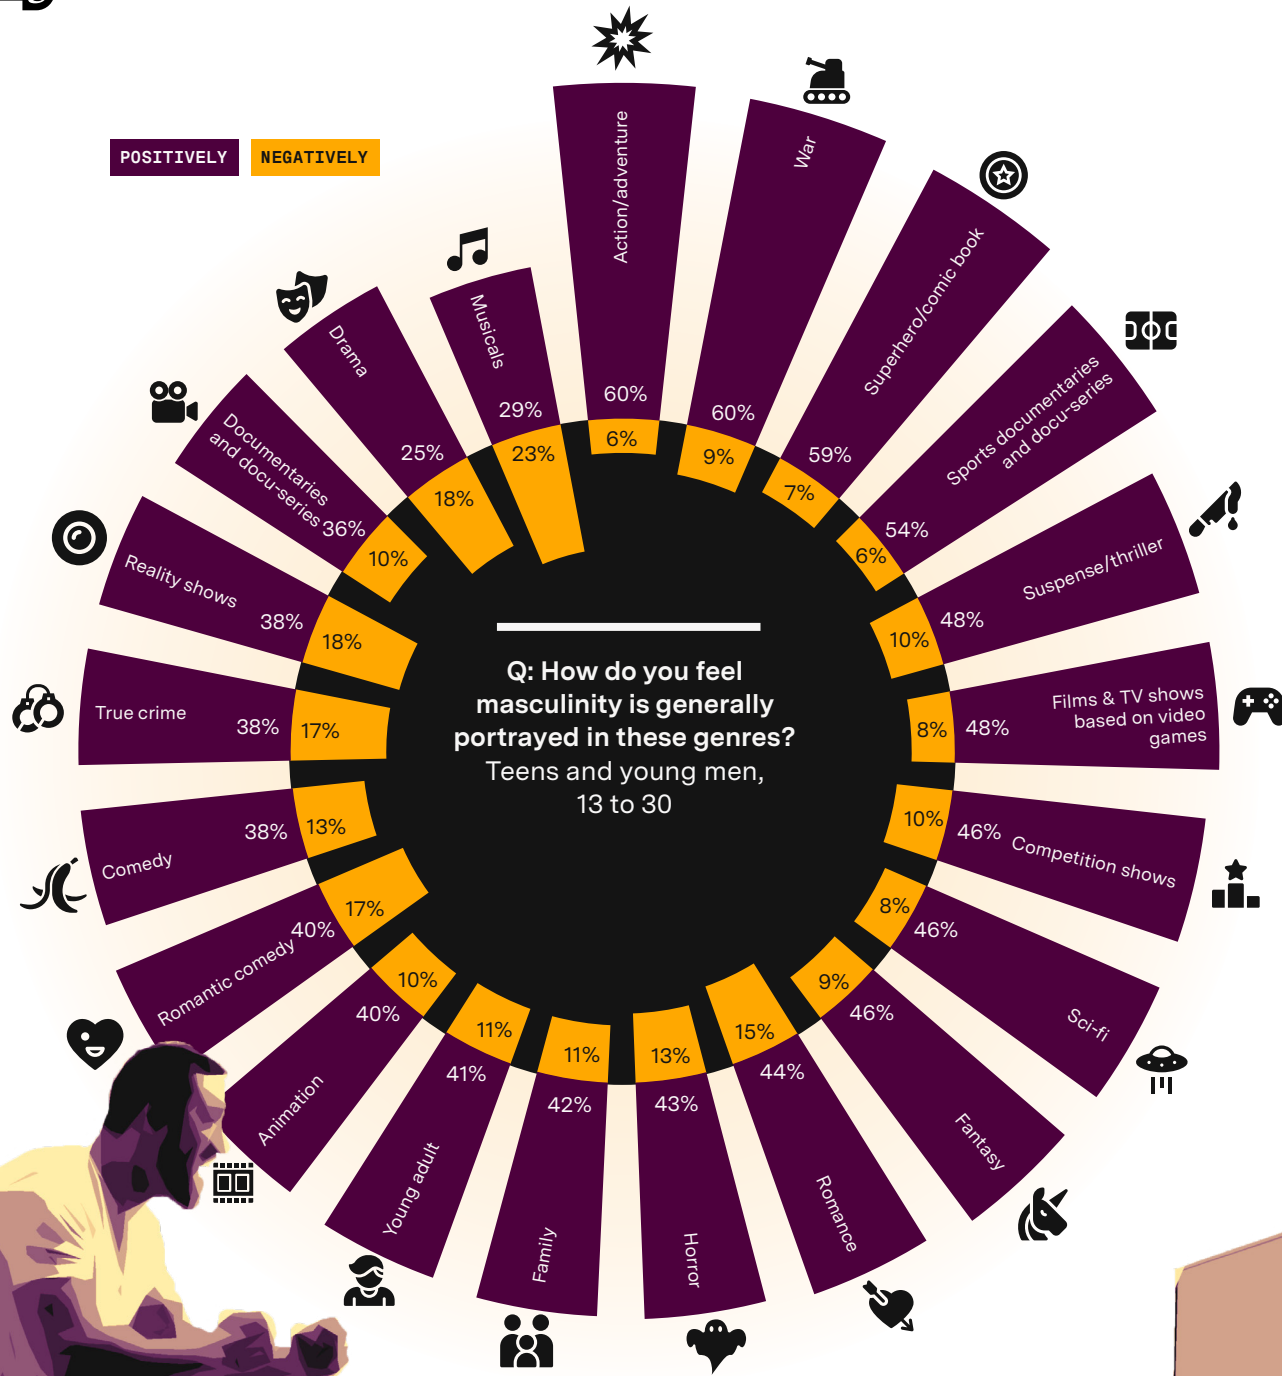 POSITIVELY
NEGATIVELY
Action/adventure
60%
6%
War
60%
9%
Superhero/comic book
59%
7%
Sports documentaries
and docu-series
54%
6%
Suspense/thriller
48%
10%
Films & TV shows
based on video
games
48%
8%
Competition shows
46%
10%
Sci-fi
46%
8%
Fantasy
46%
9%
Romance
44%
15%
Horror
43%
13%
Family
42%
11%
Young adult
41%
11%
Animation
40%
10%
Romantic comedy
40%
17%
Comedy
38%
13%
True crime
38%
17%
Reality shows
38%
18%
Documentaries
and docu-series
36%
10%
Drama
25%
18%
Musicals
29%
23%
Q: How do you feel
masculinity is generally
portrayed in these genres?
Teens and young men,
13 to 30